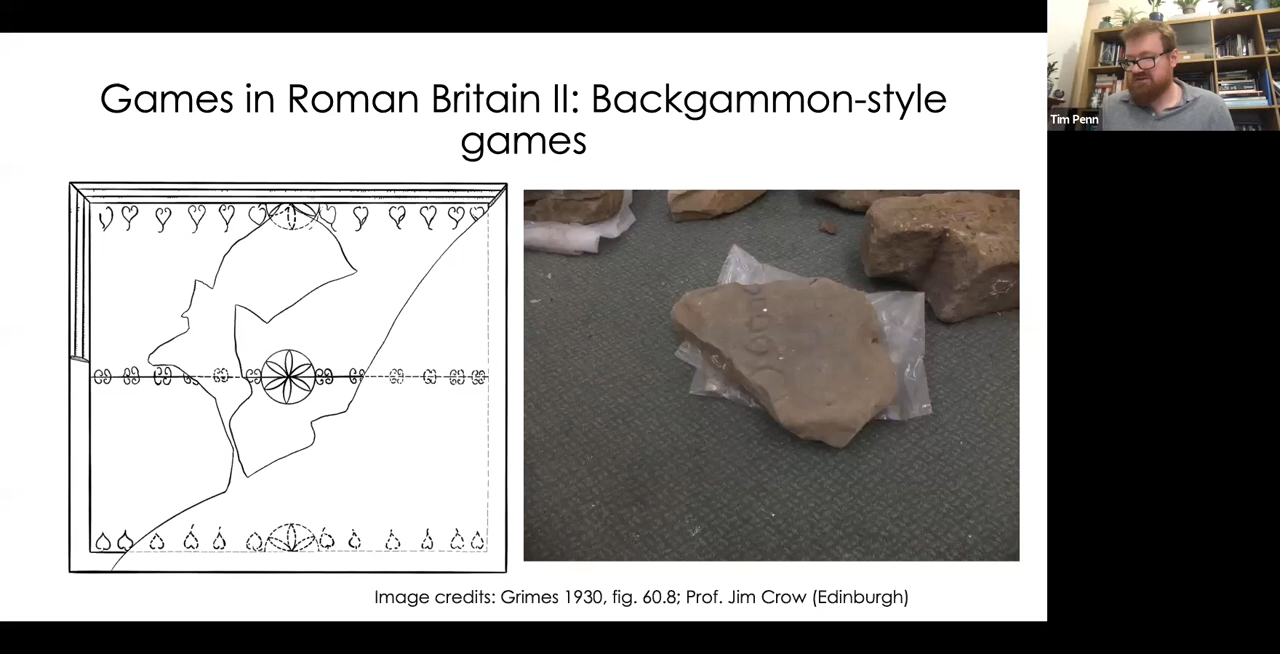 Games in Roman Britain II: Backgammon-style
games
Tim Penn
Image credits: Grimes 1930, fig. 60.8; Prof. Jim Crow (Edinburgh)